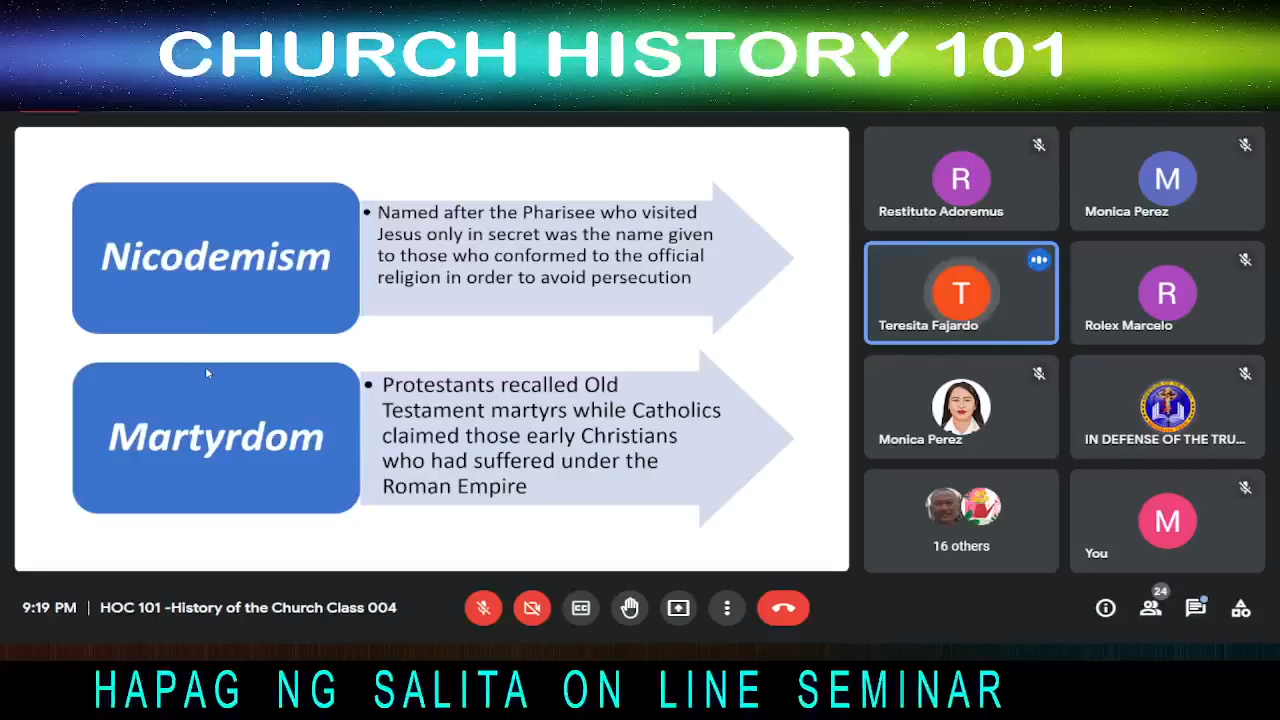 CHURCH HISTORY 101
Nicodemism
• Named after the Pharisee who visited
Jesus only in secret was the name given
to those who conformed to the official
religion in order to avoid persecution
Martyrdom
• Protestants recalled Old
Testament martyrs while Catholics
claimed those early Christians
who had suffered under the
Roman Empire
R
Restituto Adoremus
M
Monica Perez
T
Teresita Fajardo
R
Rolex Marcelo
Monica Perez
IN DEFENSE OF THE TRU...
16 others
M
You
9:19 PM | HOC 101 -History of the Church Class 004
CC
24
HAPAG NG SALITA ON LINE SEMINAR